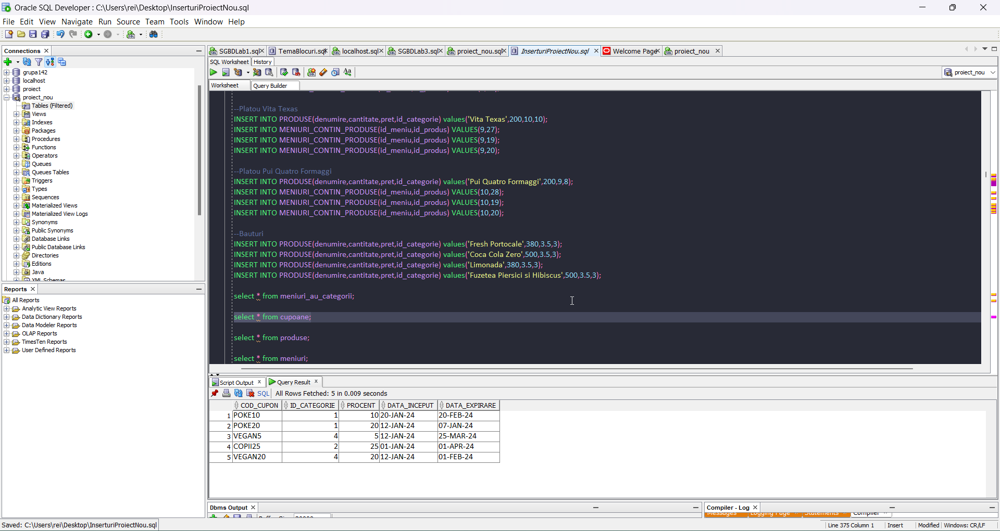 Oracle SQL Developer : C:\Users\rei\Desktop\InserturiProiectNou.sql
File Edit View Navigate Run Source Team Tools Window Help
Connections
grupa142
localhost
proiect
proiect_nou
Tables (Filtered)
Views
Indexes
Packages
Procedures
Functions
Operators
Queues
Queues Tables
Triggers
Types
Sequences
Materialized Views
Materialized View Logs
Synonyms
Public Synonyms
Database Links
Public Database Links
Directories
Editions
Java
XML Schemas
Reports
All Reports
Analytic View Reports
Data Dictionary Reports
Data Modeler Reports
OLAP Reports
TimesTen Reports
User Defined Reports
SGBDLab1.sql TemaBlocuri.sql localhost.sql SGBDLab3.sql proiect_nou.sql InserturiProiectNou.sql Welcome Page proiect_nou
SQL Worksheet History
proiect_nou
Worksheet Query Builder
--Platou Vita Texas
INSERT INTO PRODUSE(denumire,cantitate,pret,id_categorie) values('Vita Texas',200,10,10);
INSERT INTO MENIURI_CONTIN_PRODUSE(id_meniu,id_produs) VALUES(9,27);
INSERT INTO MENIURI_CONTIN_PRODUSE(id_meniu,id_produs) VALUES(9,19);
INSERT INTO MENIURI_CONTIN_PRODUSE(id_meniu,id_produs) VALUES(9,20);
--Platou Pui Quatro Formaggi
INSERT INTO PRODUSE(denumire,cantitate,pret,id_categorie) values('Pui Quatro Formaggi',200,9,8);
INSERT INTO MENIURI_CONTIN_PRODUSE(id_meniu,id_produs) VALUES(10,28);
INSERT INTO MENIURI_CONTIN_PRODUSE(id_meniu,id_produs) VALUES(10,19);
INSERT INTO MENIURI_CONTIN_PRODUSE(id_meniu,id_produs) VALUES(10,20);
--Bauturi
INSERT INTO PRODUSE(denumire,cantitate,pret,id_categorie) values('Fresh Portocale',380,3.5,3);
INSERT INTO PRODUSE(denumire,cantitate,pret,id_categorie) values('Coca Cola Zero',500,3.5,3);
INSERT INTO PRODUSE(denumire,cantitate,pret,id_categorie) values('Limonada',380,3.5,3);
INSERT INTO PRODUSE(denumire,cantitate,pret,id_categorie) values('Fuzetea Piersici si Hibiscus',500,3.5,3);
select * from meniuri_au_categorii;
select * from cupoane;
select * from produse;
select * from meniuri;
Script Output Query Result
SQL All Rows Fetched: 5 in 0.009 seconds
COD_CUPON ID_CATEGORIE PROCENT DATA_INCEPUT DATA_EXPIRARE
1 POKE10 1 10 20-JAN-24 20-FEB-24
2 POKE20 1 20 12-JAN-24 07-JAN-24
3 VEGAN5 4 5 12-JAN-24 25-MAR-24
4 COPII25 2 25 01-JAN-24 01-APR-24
5 VEGAN20 4 20 12-JAN-24 01-FEB-24
Dbms Output
Compiler - Log
Messages Logging Page Statements Compiler
Saved: C:\Users\rei\Desktop\InserturiProiectNou.sql
Line 375 Column 1 Insert Modified Windows: CR/LF